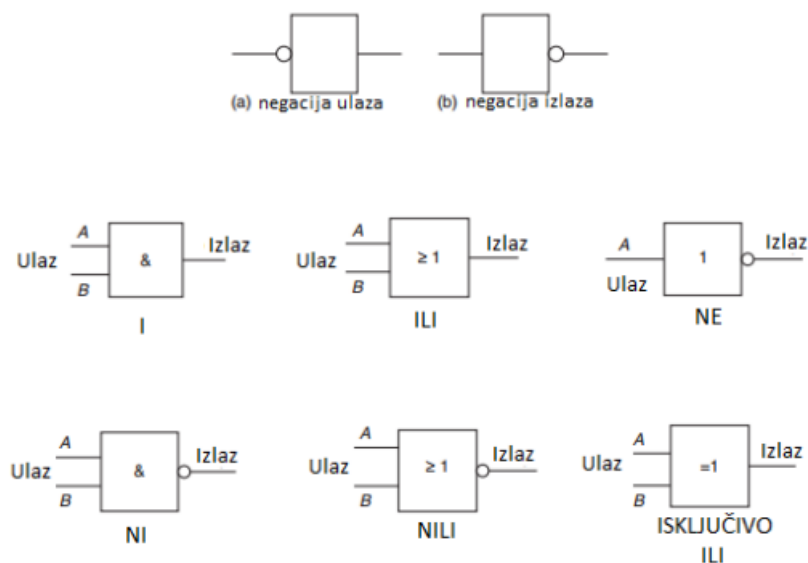 (a) negacija ulaza (b) negacija izlaza
A
Ulaz & Izlaz
B
I
A
Ulaz ≥ 1 Izlaz
B
ILI
A 1 Izlaz
Ulaz
NE
A
Ulaz & Izlaz
B
NI
A
Ulaz ≥ 1 Izlaz
B
NILI
A
Ulaz =1 Izlaz
B
ISKLJUČIVO
ILI